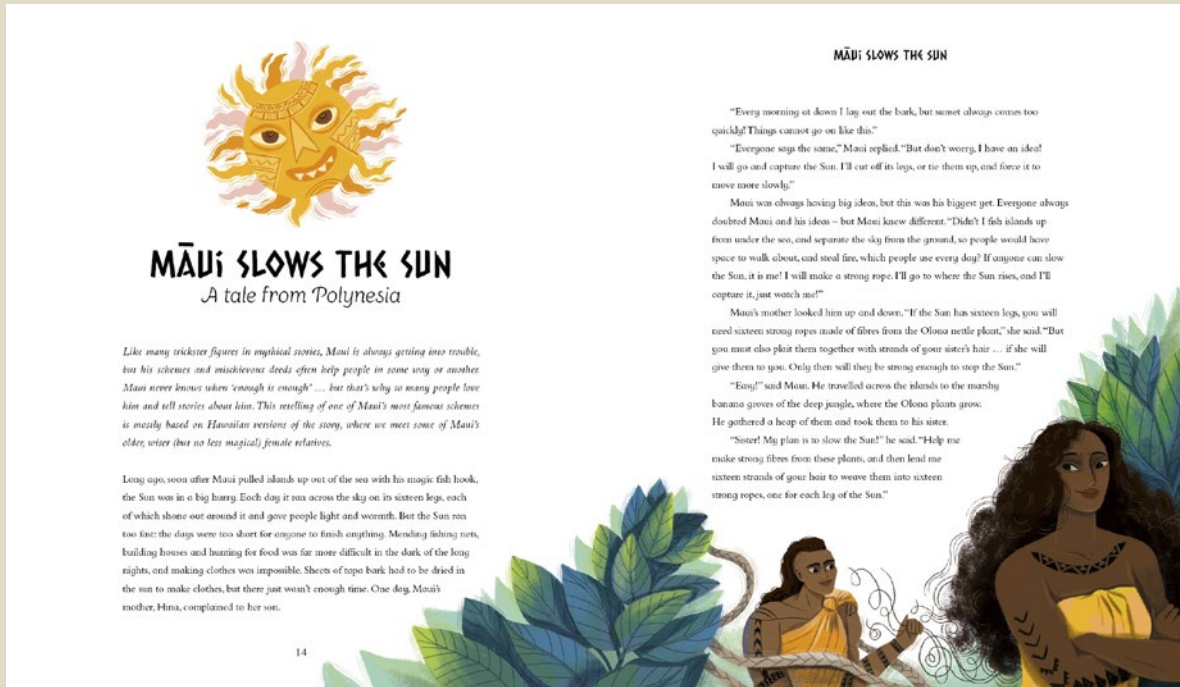 MĀUi SLOWS THE SUN
A tale from Polynesia
Like many trickster figures in mythical stories, Maui is always getting into trouble,
but his schemes and mischievous deeds often help people in some way or another.
Maui never knows when ‘enough is enough’ … but that’s why so many people love
him and tell stories about him. This retelling of one of Maui’s most famous schemes
is mostly based on Hawaiian versions of the story, where we meet some of Maui’s
older, wiser (but no less magical) female relatives.
Long ago, soon after Maui pulled islands up out of the sea with his magic fish hook,
the Sun was in a big hurry. Each day it ran across the sky on its sixteen legs, each
of which shone out around it and gave people light and warmth. But the Sun ran
too fast; the days were too short for anyone to finish anything. Mending fishing nets,
building houses and hunting for food was far more difficult in the dark of the long
nights, and making clothes was impossible. Sheets of tapa bark had to be dried in
the sun to make clothes, but there just wasn’t enough time. One day, Maui’s
mother, Hina, complained to her son.
14
MĀUi SLOWS THE SUN
“Every morning at dawn I lay out the bark, but sunset always comes too
quickly! Things cannot go on like this.”
“Everyone says the same,” Maui replied. “But don’t worry, I have an idea!
I will go and capture the Sun. I’ll cut off its legs, or tie them up, and force it to
move more slowly.”
Maui was always having big ideas, but this was his biggest yet. Everyone always
doubted Maui and his ideas – but Maui knew different. “Didn’t I fish islands up
from under the sea, and separate the sky from the ground, so people would have
space to walk about, and steal fire, which people use every day? If anyone can slow
the Sun, it is me! I will make a strong rope. I’ll go to where the Sun rises, and I’ll
capture it, just watch me!”
Maui’s mother looked him up and down. “If the Sun has sixteen legs, you will
need sixteen strong ropes made of fibres from the Olona nettle plant,” she said. “But
you must also plait them together with strands of your sister’s hair … if she will
give them to you. Only then will they be strong enough to stop the Sun.”
“Easy!” said Maui. He travelled across the islands to the marshy
banana groves of the deep jungle, where the Olona plants grow.
He gathered a heap of them and took them to his sister.
“Sister! My plan is to slow the Sun!” he said. “Help me
make strong fibres from these plants, and then lend me
sixteen strands of your hair to weave them into sixteen
strong ropes, one for each leg of the Sun.”